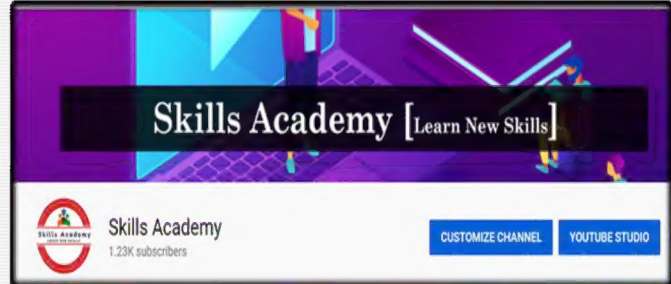 Skills Academy [Learn New Skills]
Skills Academy
Skills Academy
1.23K subscribers
CUSTOMIZE CHANNEL
YOUTUBE STUDIO